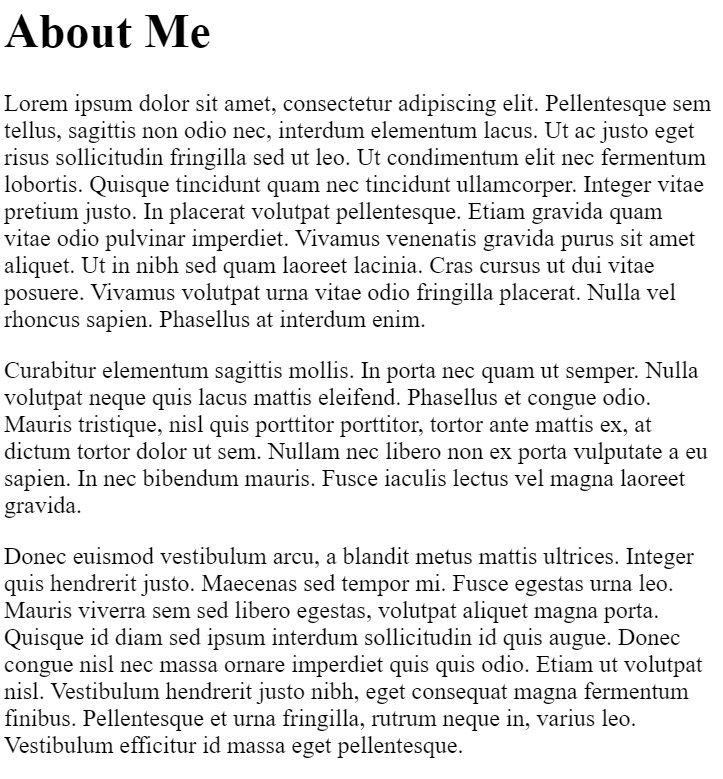 About Me
Lorem ipsum dolor sit amet, consectetur adipiscing elit. Pellentesque sem
tellus, sagittis non odio nec, interdum elementum lacus. Ut ac justo eget
risus sollicitudin fringilla sed ut leo. Ut condimentum elit nec fermentum
lobortis. Quisque tincidunt quam nec tincidunt ullamcorper. Integer vitae
pretium justo. In placerat volutpat pellentesque. Etiam gravida quam
vitae odio pulvinar imperdiet. Vivamus venenatis gravida purus sit amet
aliquet. Ut in nibh sed quam laoreet lacinia. Cras cursus ut dui vitae
posuere. Vivamus volutpat urna vitae odio fringilla placerat. Nulla vel
rhoncus sapien. Phasellus at interdum enim.
Curabitur elementum sagittis mollis. In porta nec quam ut semper. Nulla
volutpat neque quis lacus mattis eleifend. Phasellus et congue odio.
Mauris tristique, nisl quis porttitor porttitor, tortor ante mattis ex, at
dictum tortor dolor ut sem. Nullam nec libero non ex porta vulputate a eu
sapien. In nec bibendum mauris. Fusce iaculis lectus vel magna laoreet
gravida.
Donec euismod vestibulum arcu, a blandit metus mattis ultrices. Integer
quis hendrerit justo. Maecenas sed tempor mi. Fusce egestas urna leo.
Mauris viverra sem sed libero egestas, volutpat aliquet magna porta.
Quisque id diam sed ipsum interdum sollicitudin id quis augue. Donec
congue nisl nec massa ornare imperdiet quis quis odio. Etiam ut volutpat
nisl. Vestibulum hendrerit justo nibh, eget consequat magna fermentum
finibus. Pellentesque et urna fringilla, rutrum neque in, varius leo.
Vestibulum efficitur id massa eget pellentesque.